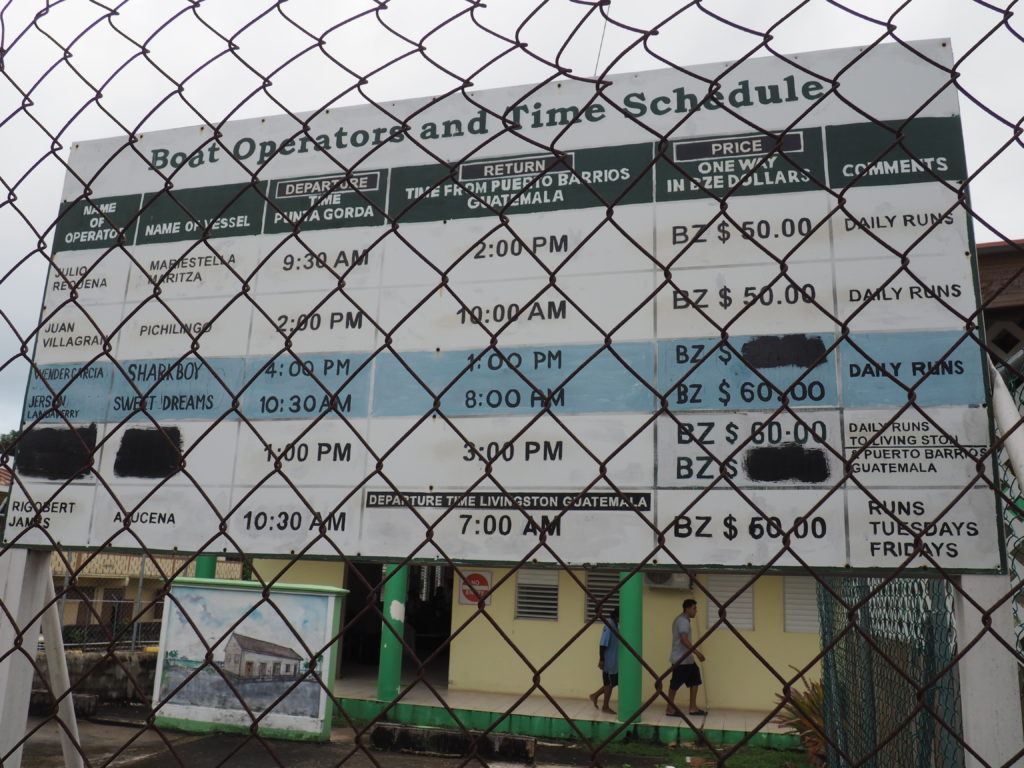 Boat Operators and Time Schedule
NAME OF OPERATOR
NAME OF VESSEL
DEPARTURE
TIME
PUNTA GORDA
RETURN
TIME FROM PUERTO BARRIOS
GUATEMALA
PRICE
ONE WAY
IN BZE DOLLARS
COMMENTS
JULIO
REQUENA
MARIESTELLA
MARITZA
9:30 AM
2:00 PM
BZ $ 50.00
DAILY RUNS
JUAN
VILLAGRAN
PICHILINGO
2:00 PM
10:00 AM
BZ $ 50.00
DAILY RUNS
WENDER GARCIA
SHARKBOY
4:00 PM
1:00 PM
BZ $
DAILY RUNS
JERSON
SWEET DREAMS
10:30 AM
8:00 AM
BZ $ 60.00
1:00 PM
3:00 PM
BZ $ 60.00
BZ $
DAILY RUNS
TO LIVING STON
PUERTO BARRIOS
GUATEMALA
RIGOBERT
JAMES
AZUCENA
10:30 AM
DEPARTURE TIME LIVINGSTON GUATEMALA
7:00 AM
BZ $ 60.00
RUNS
TUESDAYS
FRIDAYS
NO